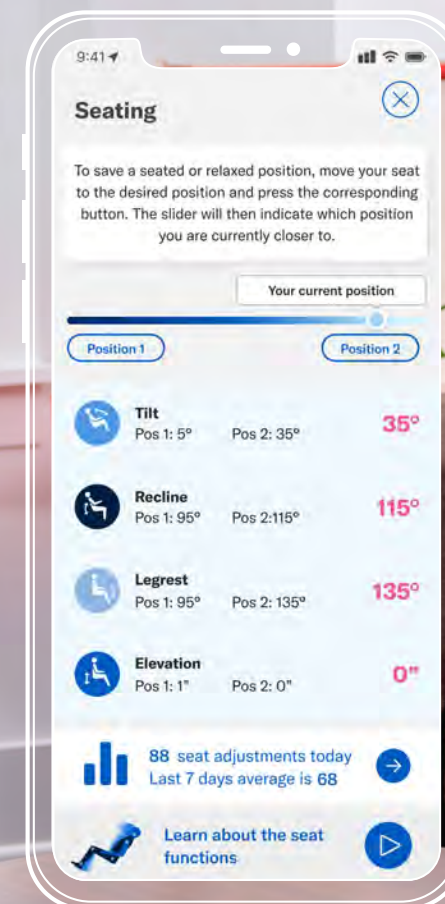 9:41
Seating
To save a seated or relaxed position, move your seat
to the desired position and press the corresponding
button. The slider will then indicate which position
you are currently closer to.
Your current position
Position 1
Position 2
Tilt
Pos 1: 5° Pos 2: 35°
35°
Recline
Pos 1: 95° Pos 2:115°
115°
Legrest
Pos 1: 95° Pos 2: 135°
135°
Elevation
Pos 1: 1" Pos 2: 0"
0"
88 seat adjustments today
Last 7 days average is 68
Learn about the seat
functions